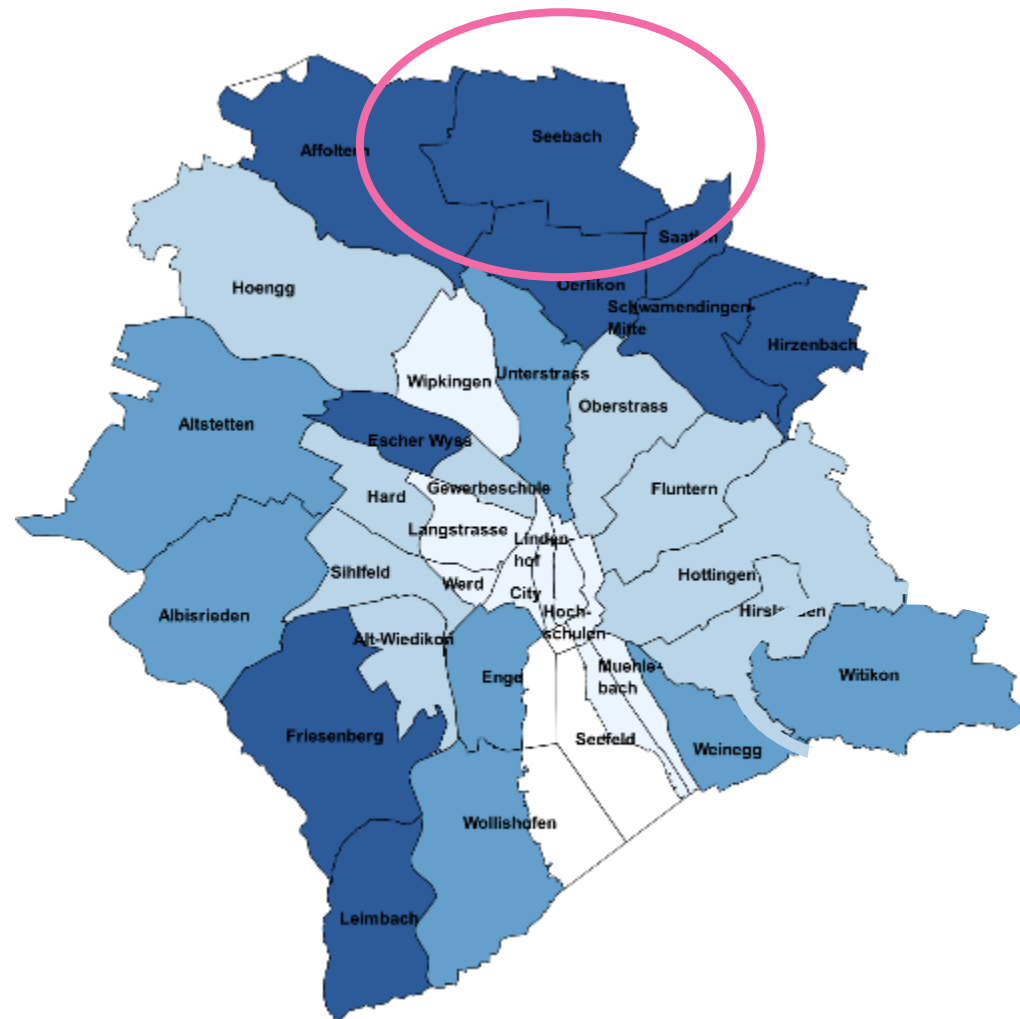 Seebach
Affoltern
Saatlen
Oerlikon
Hoengg
Schwamendingen-
Mitte
Hirzenbach
Unterstrass
Wipkingen
Oberstrass
Altstetten
Escher Wyss
Fluntern
Gewerbeschule
Hard
Langstrasse
Linden-
hof
Sihlfeld
Hottingen
Werd
City
Hirslanden
Albisrieden
Hoch-
schulen
Alt-Wiedikon
Muehle-
bach
Enge
Witikon
Friesenberg
Seefeld
Weinegg
Wollishofen
Leimbach